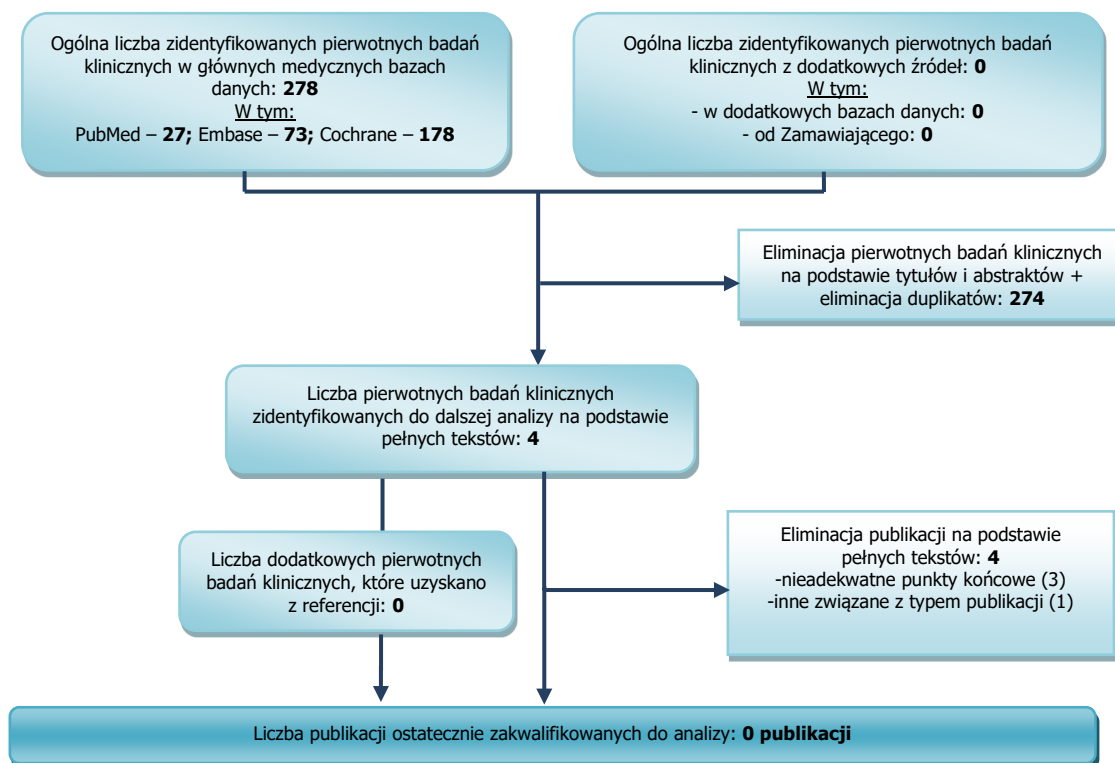 Ogólna liczba zidentyfikowanych pierwotnych badań
klinicznych w głównych medycznych bazach
danych: 278
W tym:
PubMed – 27; Embase – 73; Cochrane – 178
Ogólna liczba zidentyfikowanych pierwotnych badań
klinicznych z dodatkowych źródeł: 0
W tym:
- w dodatkowych bazach danych: 0
- od Zamawiającego: 0
Eliminacja pierwotnych badań klinicznych
na podstawie tytułów i abstraktów +
eliminacja duplikatów: 274
Liczba pierwotnych badań klinicznych
zidentyfikowanych do dalszej analizy na podstawie
pełnych tekstów: 4
Liczba dodatkowych pierwotnych
badań klinicznych, które uzyskano
z referencji: 0
Eliminacja publikacji na podstawie
pełnych tekstów: 4
-nieadekwatne punkty końcowe (3)
-inne związane z typem publikacji (1)
Liczba publikacji ostatecznie zakwalifikowanych do analizy: 0 publikacji